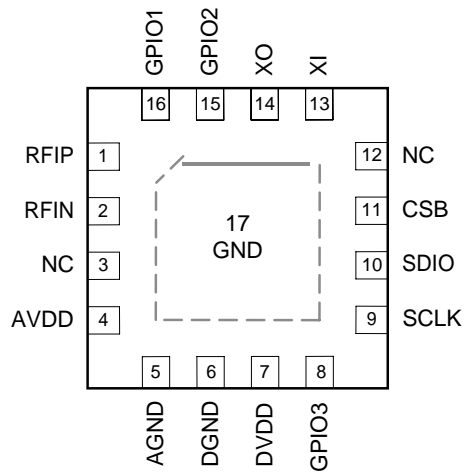 GPIO1 GPIO2 XO XI
16 15 14 13
RFIP 1 12 NC
RFIN 2 11 CSB
17
GND
NC 3 10 SDIO
AVDD 4 9 SCLK
5 6 7 8
AGND DGND DVDD GPIO3